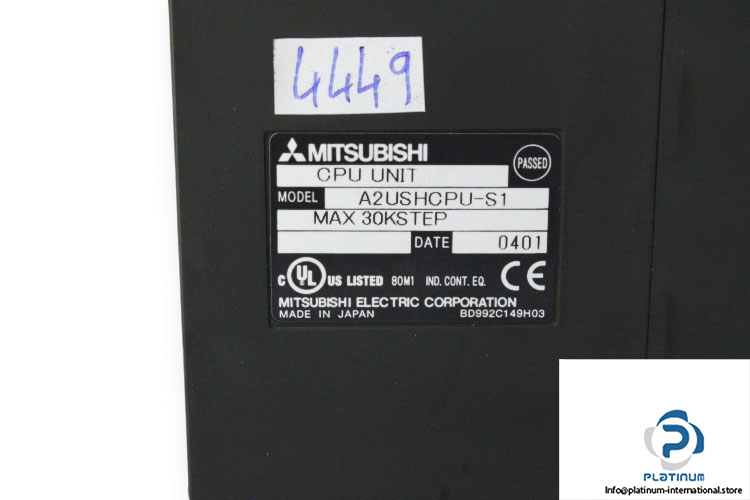 4449
MITSUBISHI
PASSED
CPU UNIT
MODEL A2USHCPU-S1
MAX 30KSTEP
DATE 0401
C UL US LISTED 80M1 IND. CONT. EQ. CE
MITSUBISHI ELECTRIC CORPORATION
MADE IN JAPAN BD992C149H03
PLATINUM
Info@platinum-international.store